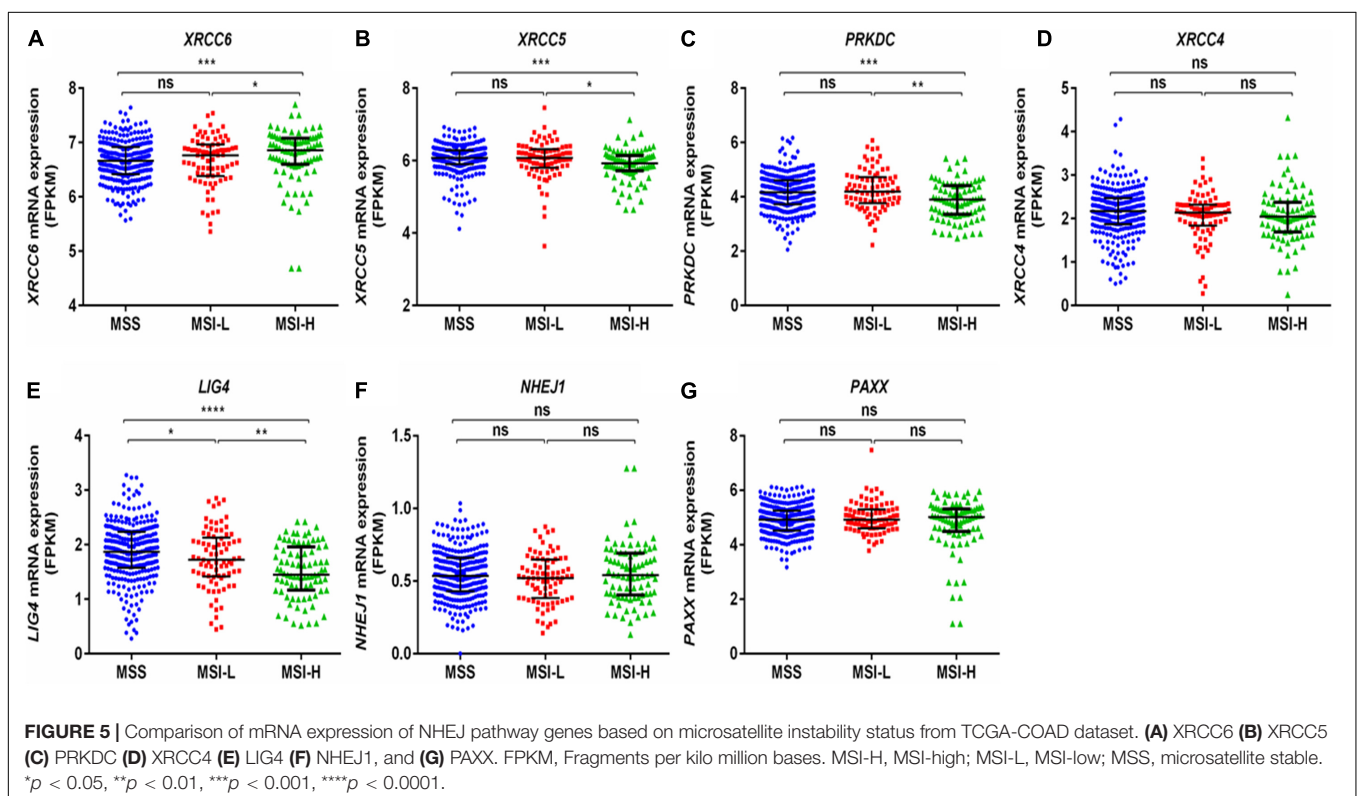 A
XRCC6
***
ns
*
XRCC6 mRNA expression
(FPKM)
8
7
6
5
4
MSS
MSI-L
MSI-H
B
XRCC5
***
ns
*
XRCC5 mRNA expression
(FPKM)
8
6
4
2
MSS
MSI-L
MSI-H
C
PRKDC
***
ns
**
PRKDC mRNA expression
(FPKM)
8
6
4
2
0
MSS
MSI-L
MSI-H
D
XRCC4
ns
ns
ns
XRCC4 mRNA expression
(FPKM)
5
4
3
2
1
0
MSS
MSI-L
MSI-H
E
LIG4
****
*
**
LIG4 mRNA expression
(FPKM)
4
3
2
1
0
MSS
MSI-L
MSI-H
F
NHEJ1
ns
ns
ns
NHEJ1 mRNA expression
(FPKM)
1.5
1.0
0.5
0.0
MSS
MSI-L
MSI-H
G
PAXX
ns
ns
ns
PAXX mRNA expression
(FPKM)
8
6
4
2
0
MSS
MSI-L
MSI-H
FIGURE 5 | Comparison of mRNA expression of NHEJ pathway genes based on microsatellite instability status from TCGA-COAD dataset. (A) XRCC6 (B) XRCC5
(C) PRKDC (D) XRCC4 (E) LIG4 (F) NHEJ1, and (G) PAXX. FPKM, Fragments per kilo million bases. MSI-H, MSI-high; MSI-L, MSI-low; MSS, microsatellite stable.
*p < 0.05, **p < 0.01, ***p < 0.001, ****p < 0.0001.